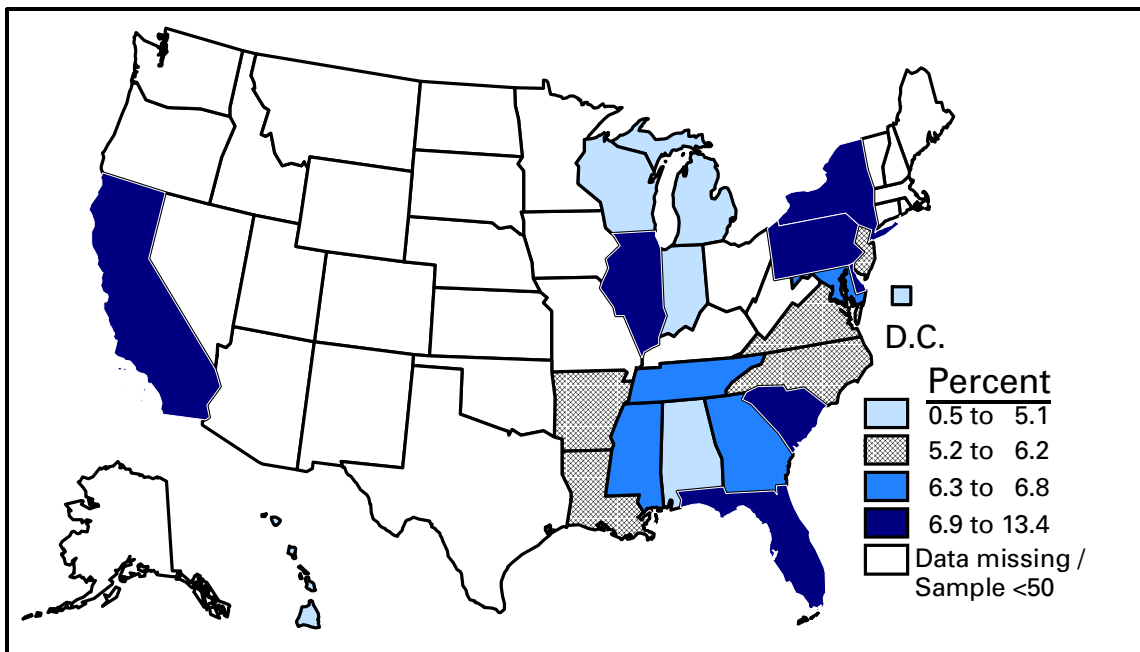 D.C.
Percent
0.5 to 5.1
5.2 to 6.2
6.3 to 6.8
6.9 to 13.4
Data missing /
Sample <50